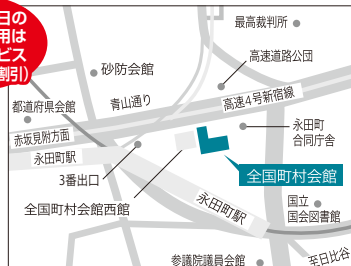 日の
用は
ビス
割引)
最高裁判所
高速道路公団
砂防会館
青山通り
高速4号新宿線
都道府県会館
赤坂見附方面
永田町駅
永田町
合同庁舎
3番出口
全国町村会館
全国町村会館西館
永田町駅
国立
国会図書館
参議院議員会館
至日比谷